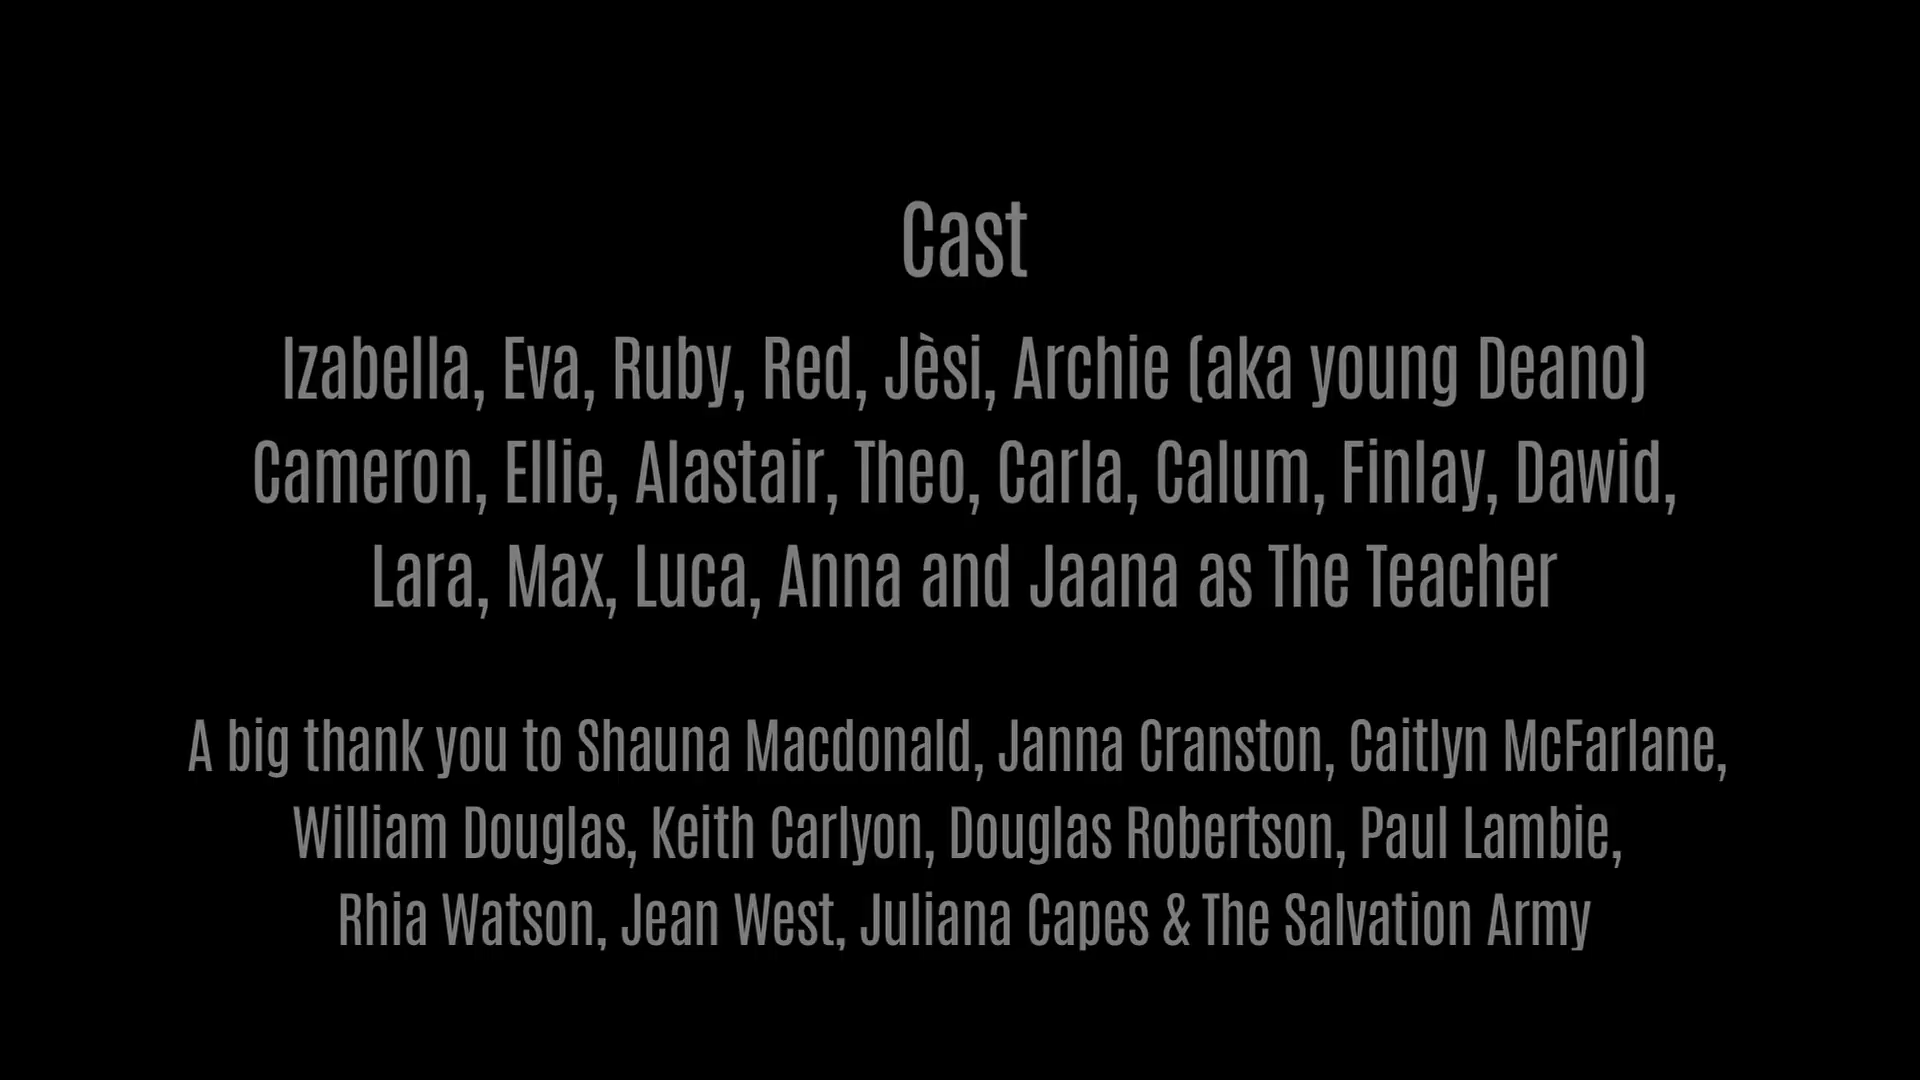 Cast
Izabella, Eva, Ruby, Red, Jèsi, Archie (aka young Deano)
Cameron, Ellie, Alastair, Theo, Carla, Calum, Finlay, Dawid,
Lara, Max, Luca, Anna and Jaana as The Teacher
A big thank you to Shauna Macdonald, Janna Cranston, Caitlyn McFarlane,
William Douglas, Keith Carlyon, Douglas Robertson, Paul Lambie,
Rhia Watson, Jean West, Juliana Capes & The Salvation Army